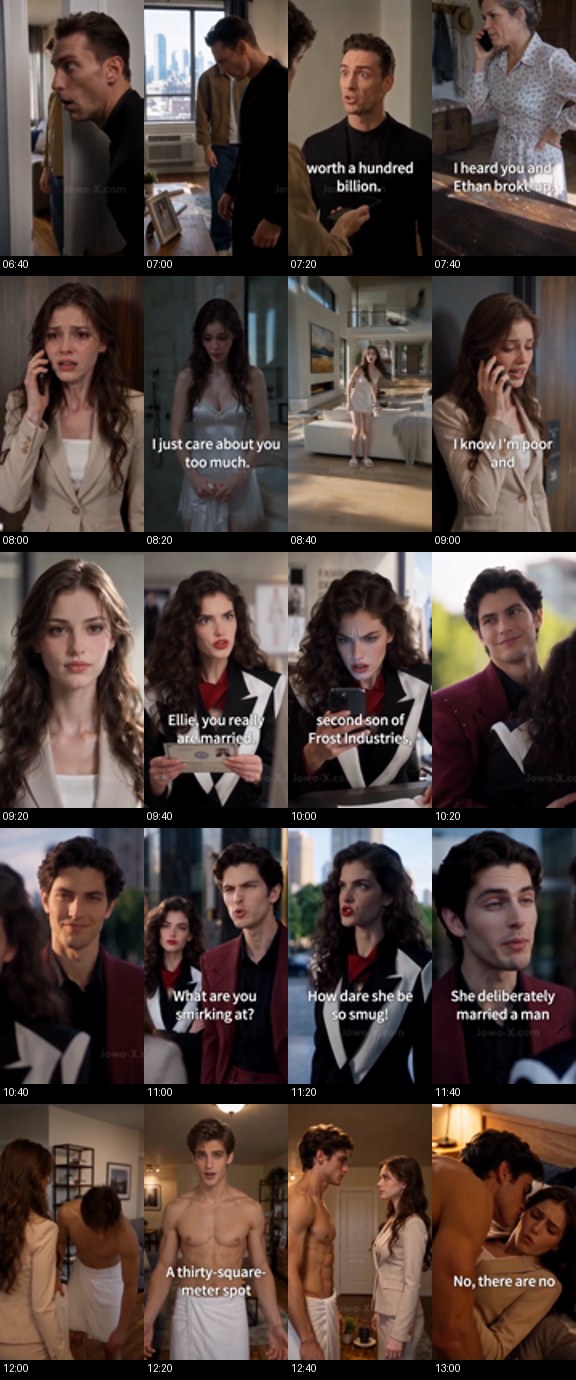 Jowo-X.com
worth a hundred
billion.
I heard you and
Ethan broke up,
06:40
07:00
07:20
07:40
I just care about you
too much.
I know I'm poor
and
08:00
08:20
08:40
09:00
Ellie, you really
are married,
second son of
Frost Industries,
Jowo-X.com
09:20
09:40
10:00
10:20
What are you
smirking at?
How dare she be
so smug!
She deliberately
married a man
10:40
11:00
11:20
11:40
A thirty-square-
meter spot
No, there are no
12:00
12:20
12:40
13:00